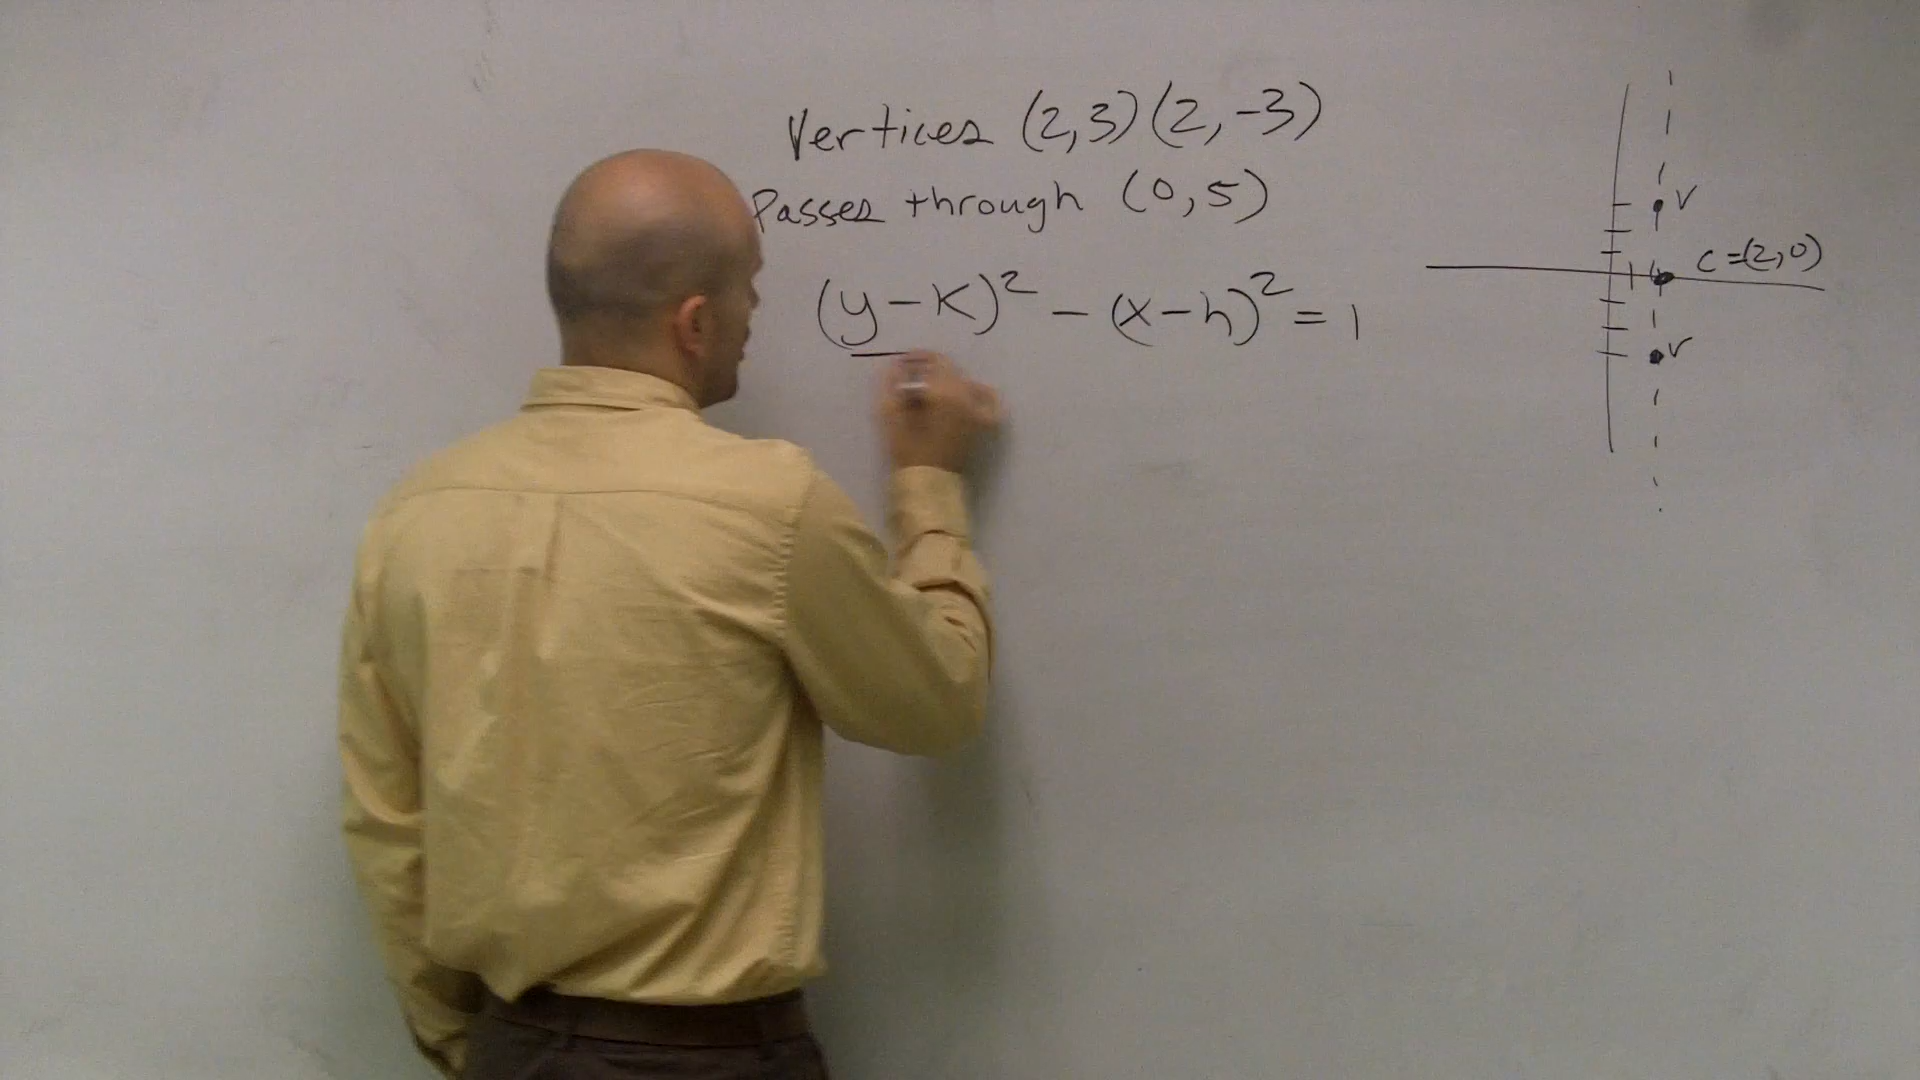 Vertices (2,3) (2,-3)
Passes through (0,5)
(y-k)² - (x-h)² = 1
v
c=(2,0)
v